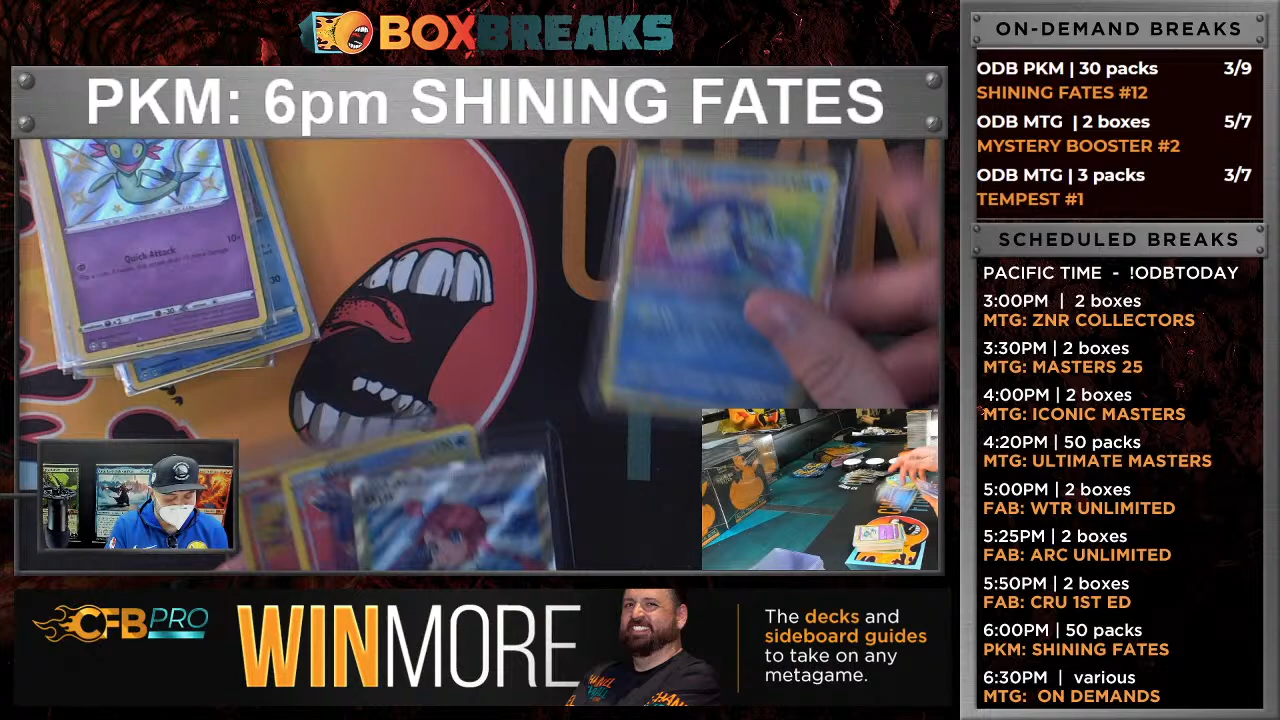 BOXBREAKS
PKM: 6pm SHINING FATES
Quick Attack
10+
30
CFBPRO
WINMORE
The decks and
sideboard guides
to take on any
metagame.
ON-DEMAND BREAKS
ODB PKM | 30 packs 3/9
SHINING FATES #12
ODB MTG | 2 boxes 5/7
MYSTERY BOOSTER #2
ODB MTG | 3 packs 3/7
TEMPEST #1
SCHEDULED BREAKS
PACIFIC TIME - !ODBTODAY
3:00PM | 2 boxes
MTG: ZNR COLLECTORS
3:30PM | 2 boxes
MTG: MASTERS 25
4:00PM | 2 boxes
MTG: ICONIC MASTERS
4:20PM | 50 packs
MTG: ULTIMATE MASTERS
5:00PM | 2 boxes
FAB: WTR UNLIMITED
5:25PM | 2 boxes
FAB: ARC UNLIMITED
5:50PM | 2 boxes
FAB: CRU 1ST ED
6:00PM | 50 packs
PKM: SHINING FATES
6:30PM | various
MTG: ON DEMANDS